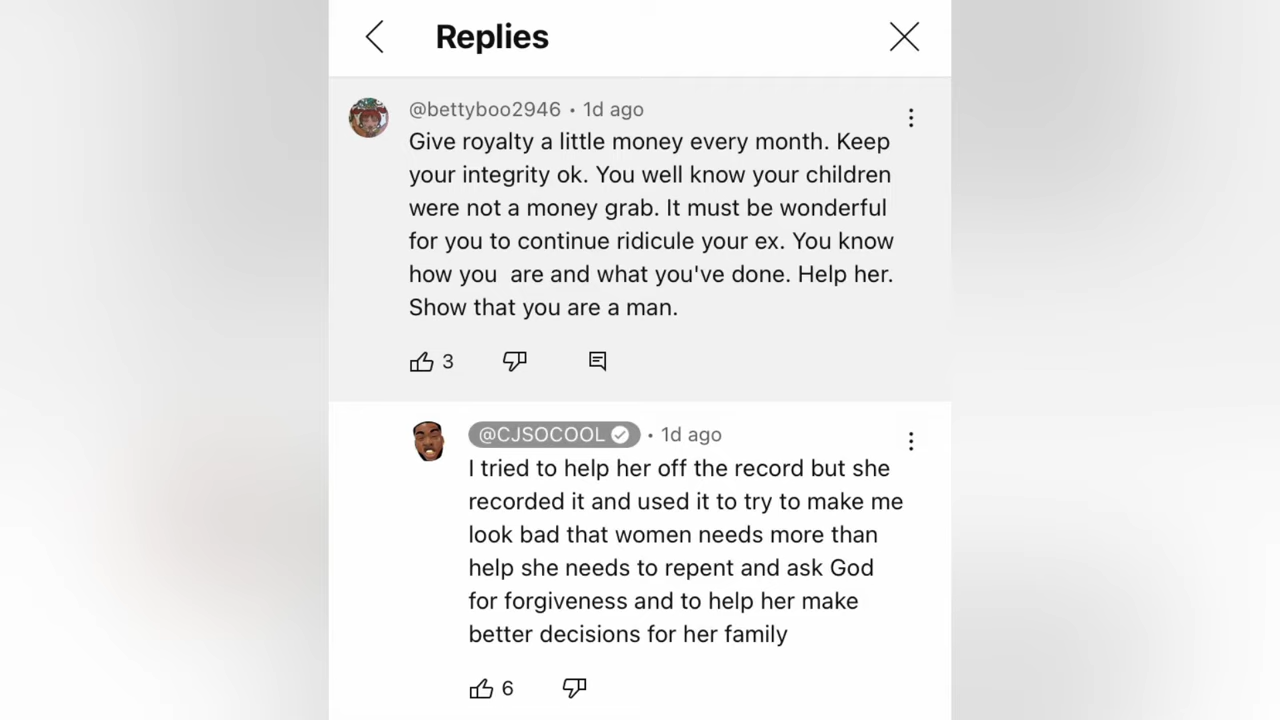 Replies
@bettyboo2946 • 1d ago
Give royalty a little money every month. Keep
your integrity ok. You well know your children
were not a money grab. It must be wonderful
for you to continue ridicule your ex. You know
how you  are and what you've done. Help her.
Show that you are a man.
3
@CJSOCOOL • 1d ago
I tried to help her off the record but she
recorded it and used it to try to make me
look bad that women needs more than
help she needs to repent and ask God
for forgiveness and to help her make
better decisions for her family
6